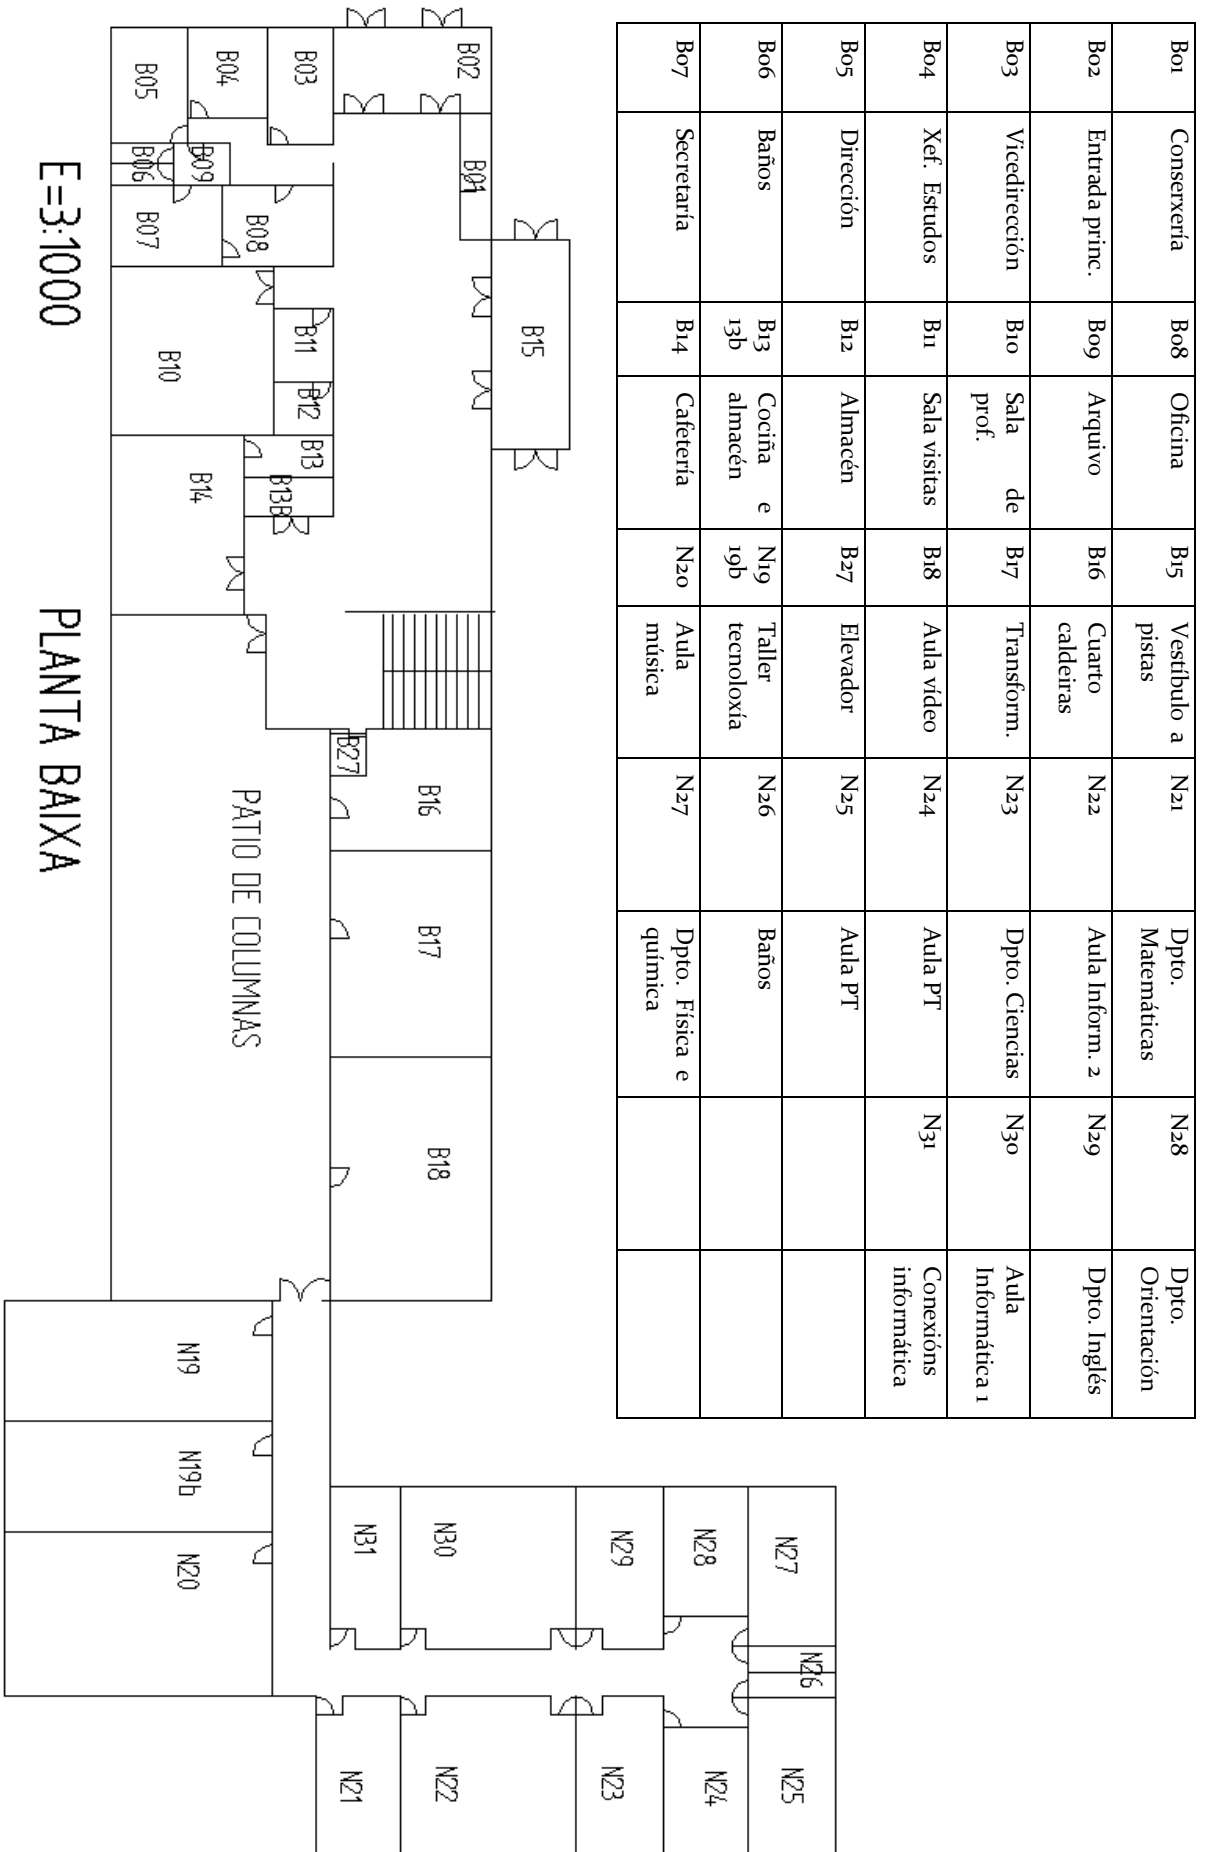 B01 Conserxería B08 Oficina B15 Vestíbulo a N21 Dpto. N28 Dpto.
pistas Matemáticas Orientación
B02 Entrada princ. B09 Arquivo B16 Cuarto N22 Aula Inform. 2 N29 Dpto. Inglés
caldeiras
B03 Vicedirección B10 Sala de B17 Transform. N23 Dpto. Ciencias N30 Aula
prof. Informática 1
B04 Xef. Estudos B11 Sala visitas B18 Aula vídeo N24 Aula PT N31 Conexións
informática
B05 Dirección B12 Almacén B27 Elevador N25 Aula PT
B06 Baños B13 Cociña e N19 Taller N26 Baños
13b almacén 19b tecnoloxía
B07 Secretaría B14 Cafetería N20 Aula N27 Dpto. Física e
música química
N27
N26
N25
N28
N24
N29
N23
B15
B02
B01
N30
N22
B18
B17
B16
N31
N21
B27
B03
B11
B12
B13
B13B
B08
B04
B09
PATIO DE COLUMNAS
B14
N19
N19b
N20
B10
B05
B06
B07
E=3:1000
PLANTA BAIXA